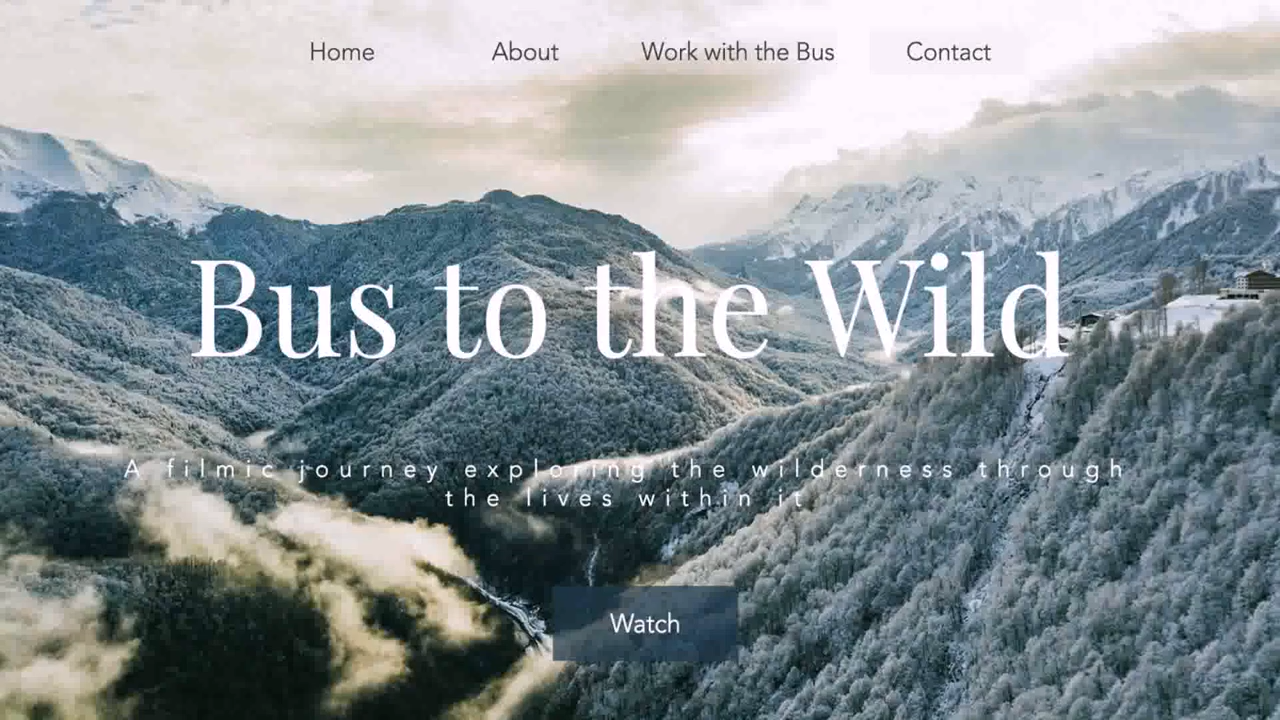 Home About Work with the Bus Contact
Bus to the Wild
A filmic journey exploring the wilderness through
the lives within it
Watch